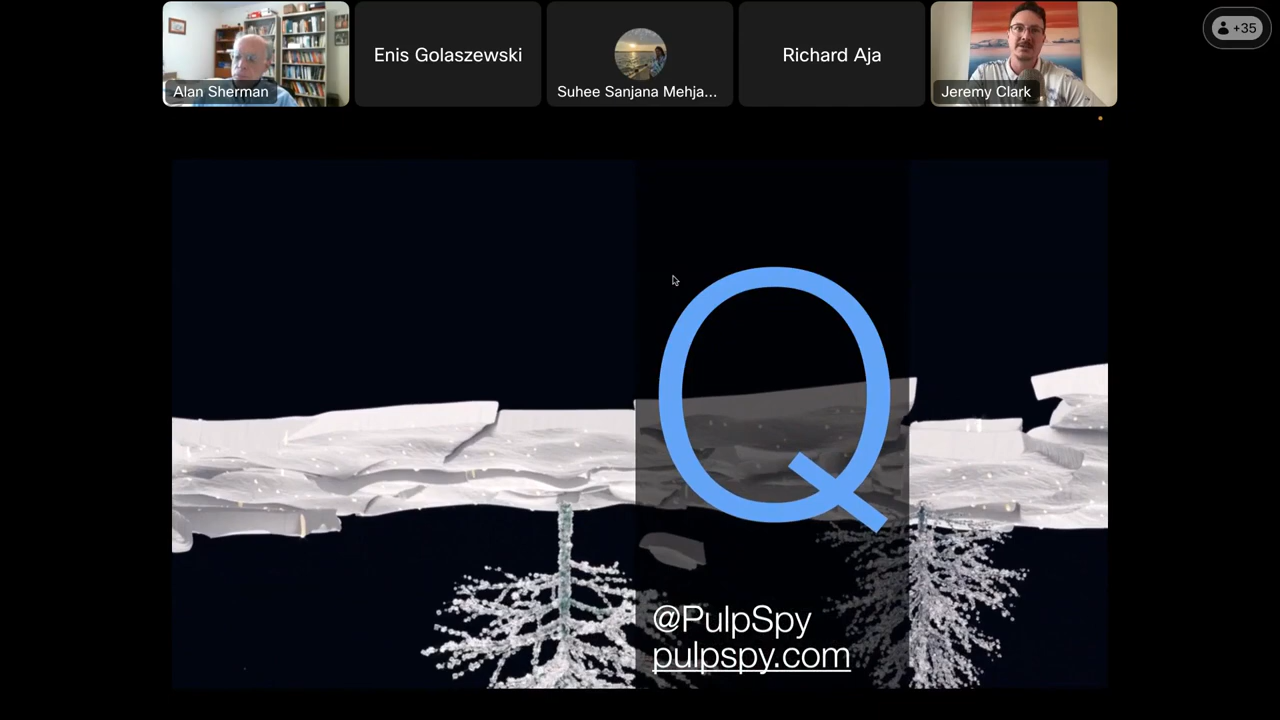 Alan Sherman
Enis Golaszewski
Suhee Sanjana Mehja...
Richard Aja
Jeremy Clark
+35
Q
@PulpSpy
pulpspy.com